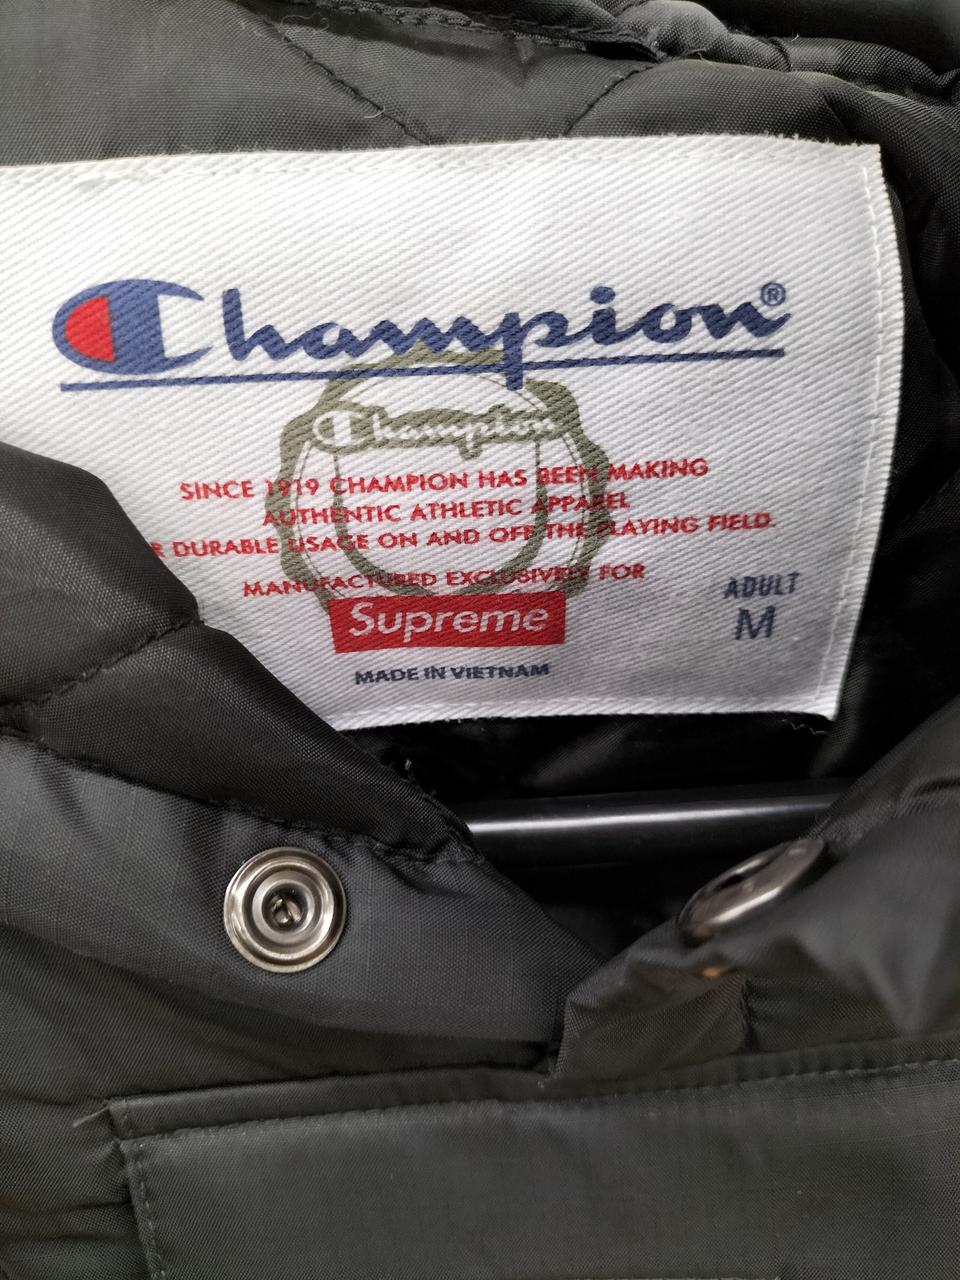 Champion®
Champion
SINCE 1919 CHAMPION HAS BEEN MAKING
AUTHENTIC ATHLETIC APPAREL
R DURABLE USAGE ON AND OFF THE PLAYING FIELD.
MANUFACTURED EXCLUSIVELY FOR
Supreme
ADULT
M
MADE IN VIETNAM